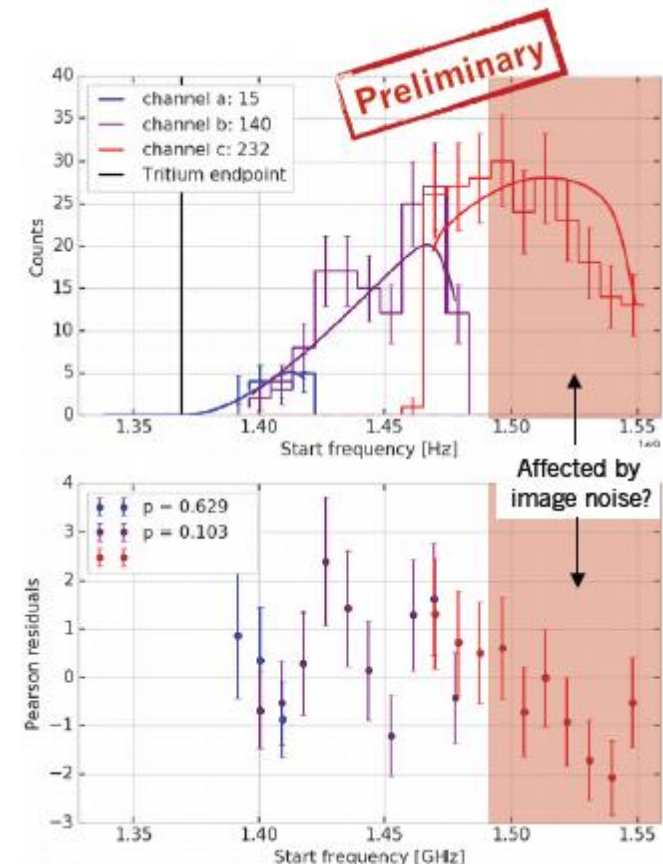 Preliminary
40
35
30
25
20
15
10
5
0
Counts
channel a: 15
channel b: 140
channel c: 232
Tritium endpoint
1.35 1.40 1.45 1.50 1.55
Start frequency [Hz]
Affected by
image noise?
4
3
2
1
0
−1
−2
−3
Pearson residuals
p = 0.629
p = 0.103
1.35 1.40 1.45 1.50 1.55
Start frequency [GHz]